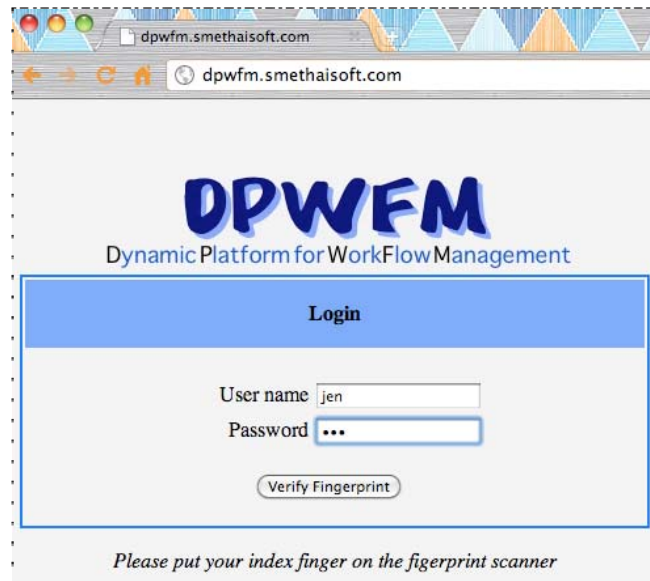 dpwfm.smethaisoft.com
dpwfm.smethaisoft.com
DPWFM
Dynamic Platform for WorkFlow Management
Login
User name jen
Password •••
Verify Fingerprint
Please put your index finger on the figerprint scanner